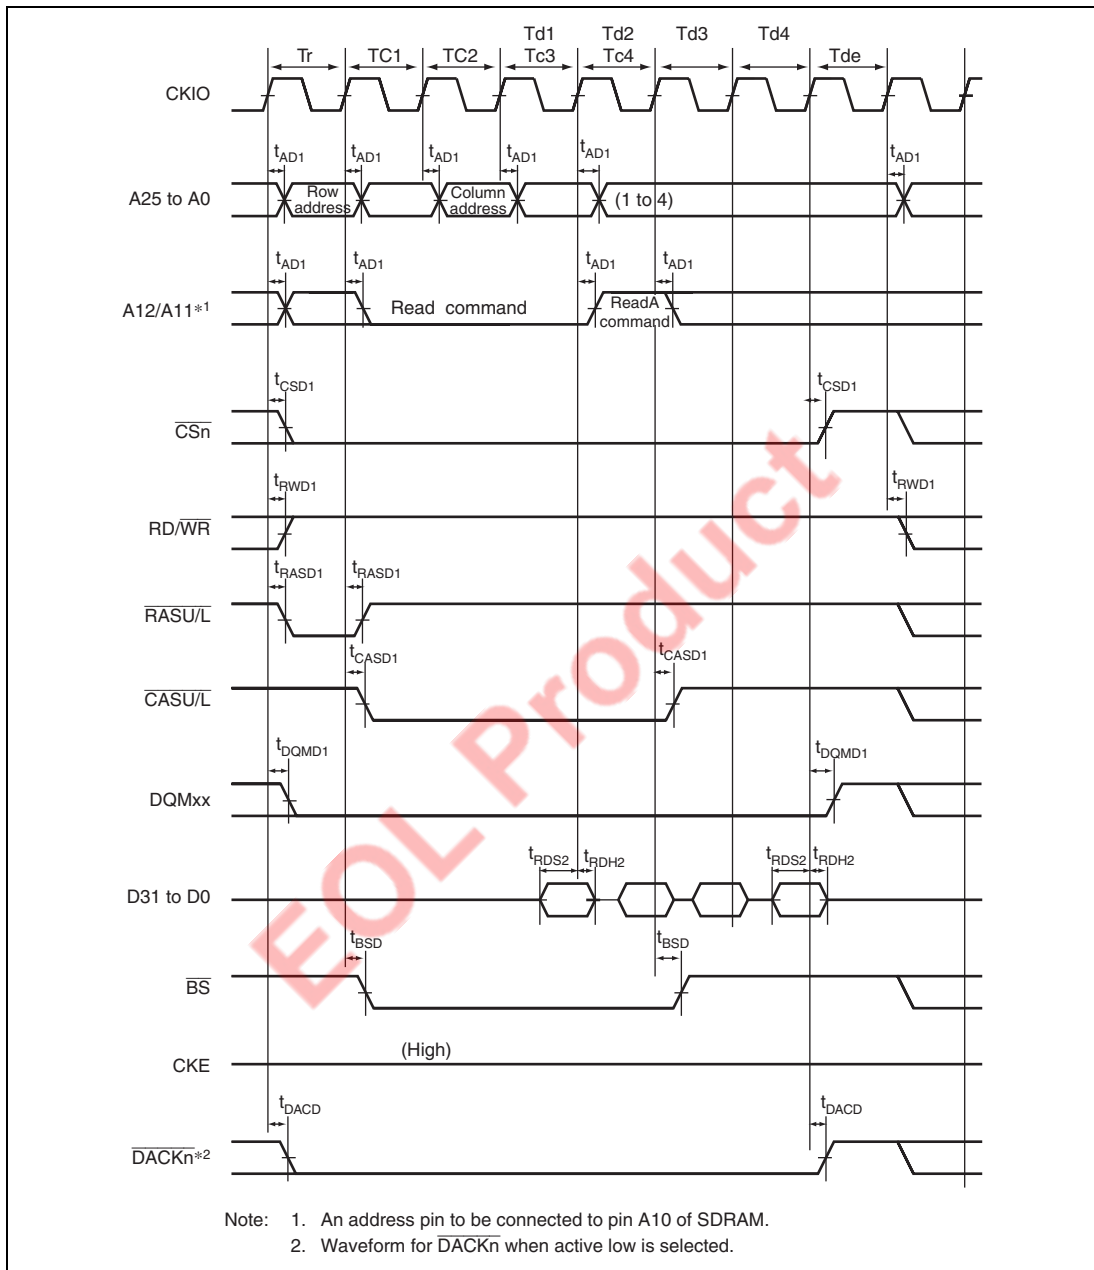 Td1 Td2 Td3 Td4
Tr TC1 TC2 Tc3 Tc4 Tde
CKIO
tAD1 tAD1 tAD1 tAD1 tAD1 tAD1
A25 to A0 Row address Column address (1 to 4)
tAD1 tAD1 tAD1 tAD1
A12/A11*1 Read command ReadA command
tCSD1 tCSD1
CSn
tRWD1 tRWD1
RD/WR
tRASD1 tRASD1
RASU/L
tCASD1 tCASD1
CASU/L
tDQMD1 tDQMD1
DQMxx
tRDS2 tRDH2 tRDS2 tRDH2
D31 to D0
tBSD tBSD
BS
(High)
CKE
tDACD tDACD
DACKn*2
Note: 1. An address pin to be connected to pin A10 of SDRAM.
2. Waveform for DACKn when active low is selected.
EOL Product